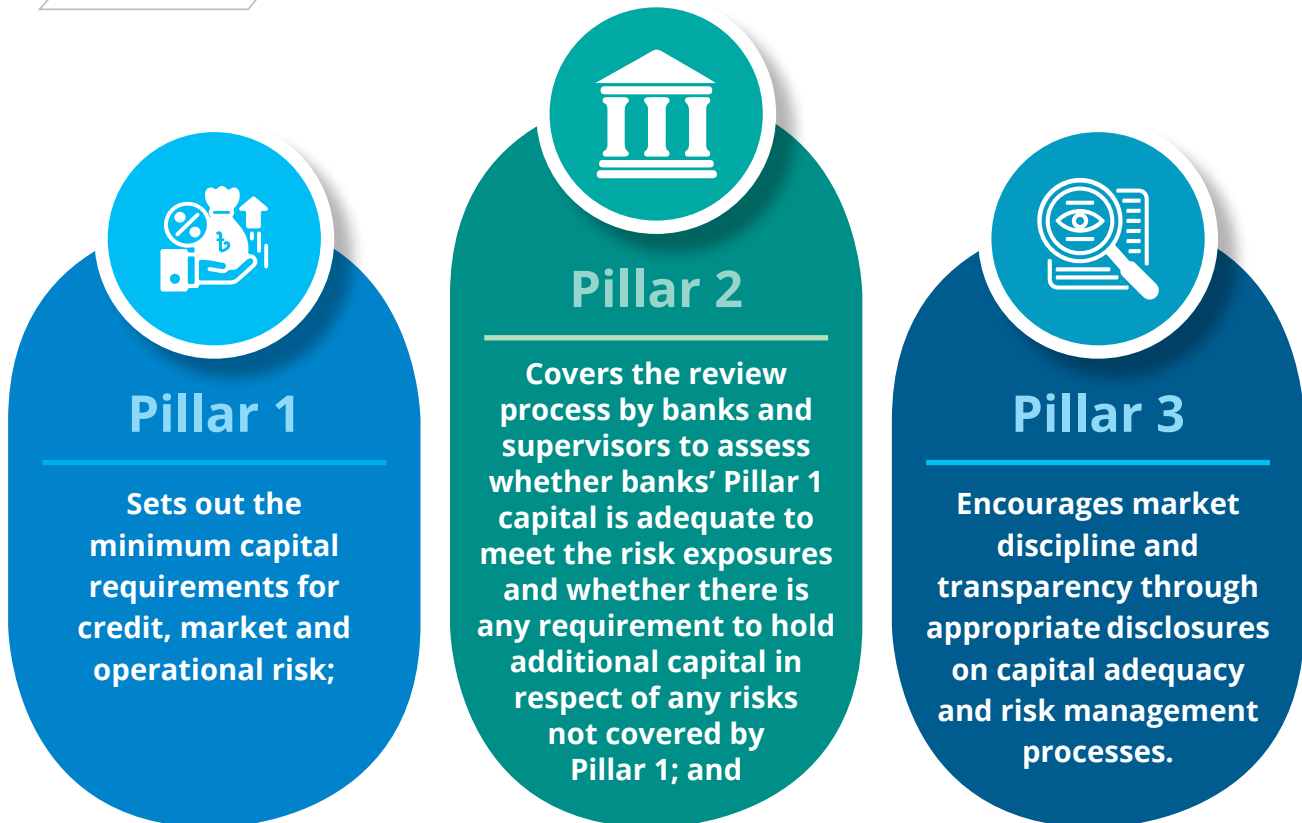 Pillar 1
Sets out the
minimum capital
requirements for
credit, market and
operational risk;
Pillar 2
Covers the review
process by banks and
supervisors to assess
whether banks’ Pillar 1
capital is adequate to
meet the risk exposures
and whether there is
any requirement to hold
additional capital in
respect of any risks
not covered by
Pillar 1; and
Pillar 3
Encourages market
discipline and
transparency through
appropriate disclosures
on capital adequacy
and risk management
processes.
%
৳